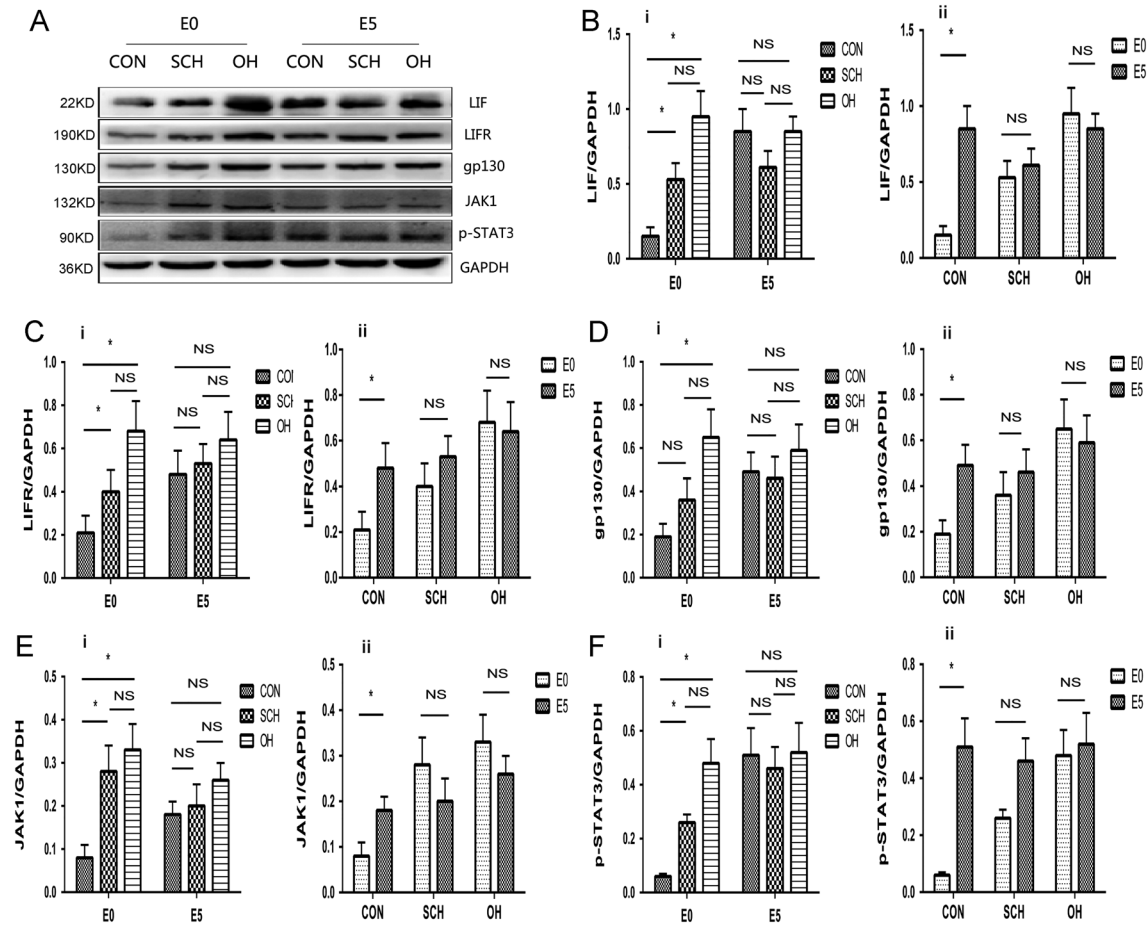 A
E0 E5
CON SCH OH CON SCH OH
22KD LIF
190KD LIFR
130KD gp130
132KD JAK1
90KD p-STAT3
36KD GAPDH
B
i
LIF/GAPDH
1.5
1.0
0.5
0.0
*
NS
*
NS
NS
NS
CON
SCH
OH
E0 E5
ii
LIF/GAPDH
1.5
1.0
0.5
0.0
*
NS
NS
E0
E5
CON SCH OH
C
i
LIFR/GAPDH
1.0
0.8
0.6
0.4
0.2
0.0
*
NS
*
NS
NS
NS
CO
SC
OH
E0 E5
ii
LIFR/GAPDH
1.0
0.8
0.6
0.4
0.2
0.0
*
NS
NS
E0
E5
CON SCH OH
D
i
gp130/GAPDH
1.0
0.8
0.6
0.4
0.2
0.0
*
NS
NS
NS
NS
NS
CON
SCH
OH
E0 E5
ii
gp130/GAPDH
1.0
0.8
0.6
0.4
0.2
0.0
*
NS
NS
E0
E5
CON SCH OH
E
i
JAK1/GAPDH
0.5
0.4
0.3
0.2
0.1
0.0
*
*
NS
NS
NS
NS
CON
SCH
OH
E0 E5
ii
JAK1/GAPDH
0.5
0.4
0.3
0.2
0.1
0.0
*
NS
NS
E0
E5
CON SCH OH
F
i
p-STAT3/GAPDH
0.8
0.6
0.4
0.2
0.0
*
*
NS
NS
NS
NS
CON
SCH
OH
E0 E5
ii
p-STAT3/GAPDH
0.8
0.6
0.4
0.2
0.0
*
NS
NS
E0
E5
CON SCH OH